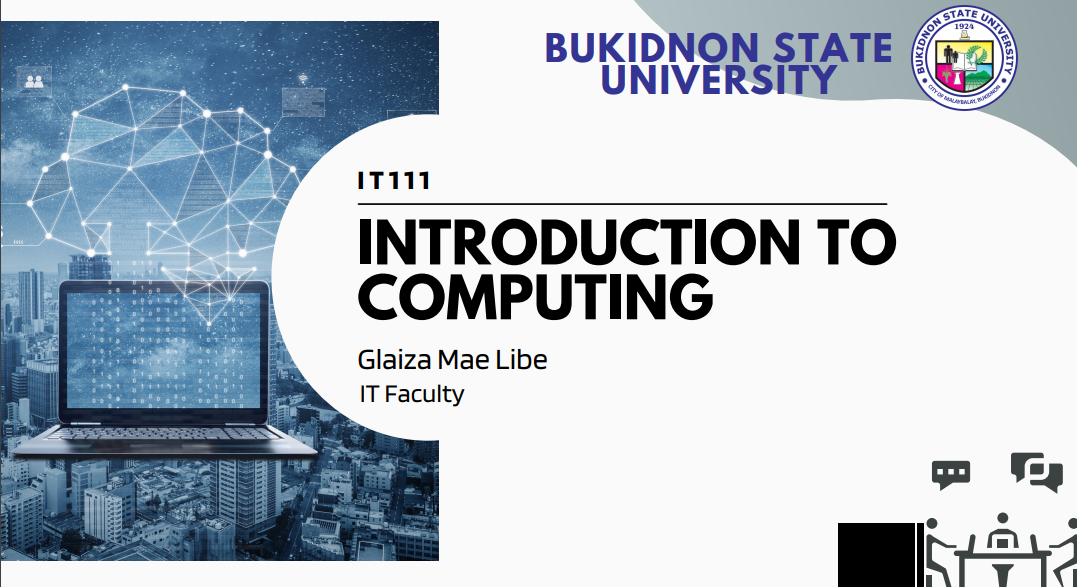 BUKIDNON STATE
UNIVERSITY
BUKIDNON STATE UNIVERSITY
1924
CITY OF MALAYBALAY, BUKIDNON
IT111
INTRODUCTION TO
COMPUTING
Glaiza Mae Libe
IT Faculty